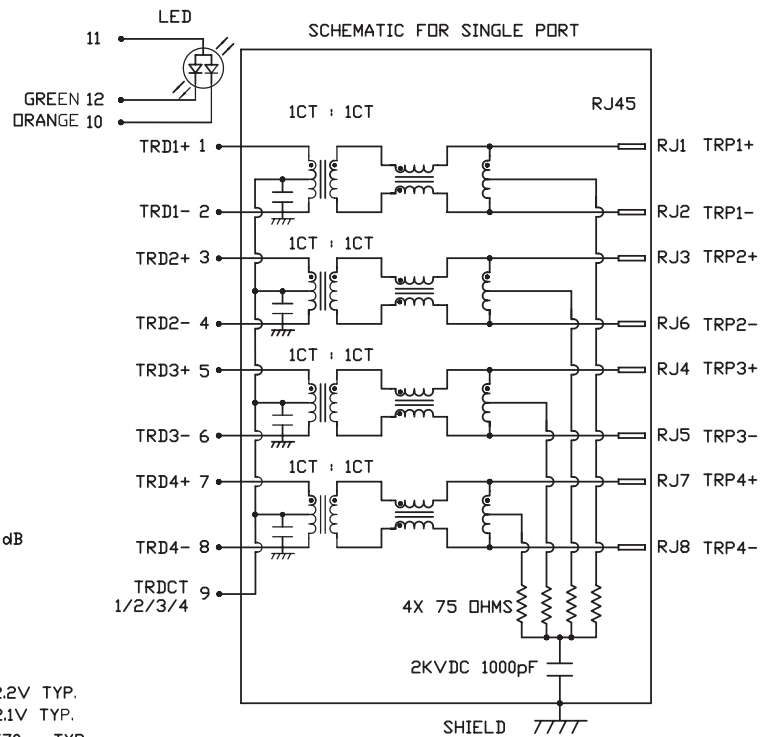 LED
SCHEMATIC FOR SINGLE PORT
11
GREEN 12
ORANGE 10
RJ45
1CT : 1CT
TRD1+ 1
RJ1 TRP1+
TRD1- 2
RJ2 TRP1-
1CT : 1CT
TRD2+ 3
RJ3 TRP2+
TRD2- 4
RJ6 TRP2-
1CT : 1CT
TRD3+ 5
RJ4 TRP3+
TRD3- 6
RJ5 TRP3-
1CT : 1CT
TRD4+ 7
RJ7 TRP4+
dB
TRD4- 8
RJ8 TRP4-
TRDCT 9
1/2/3/4
4X 75 OHMS
2KVDC 1000pF
2.2V TYP.
2.1V TYP.
SHIELD
TYP